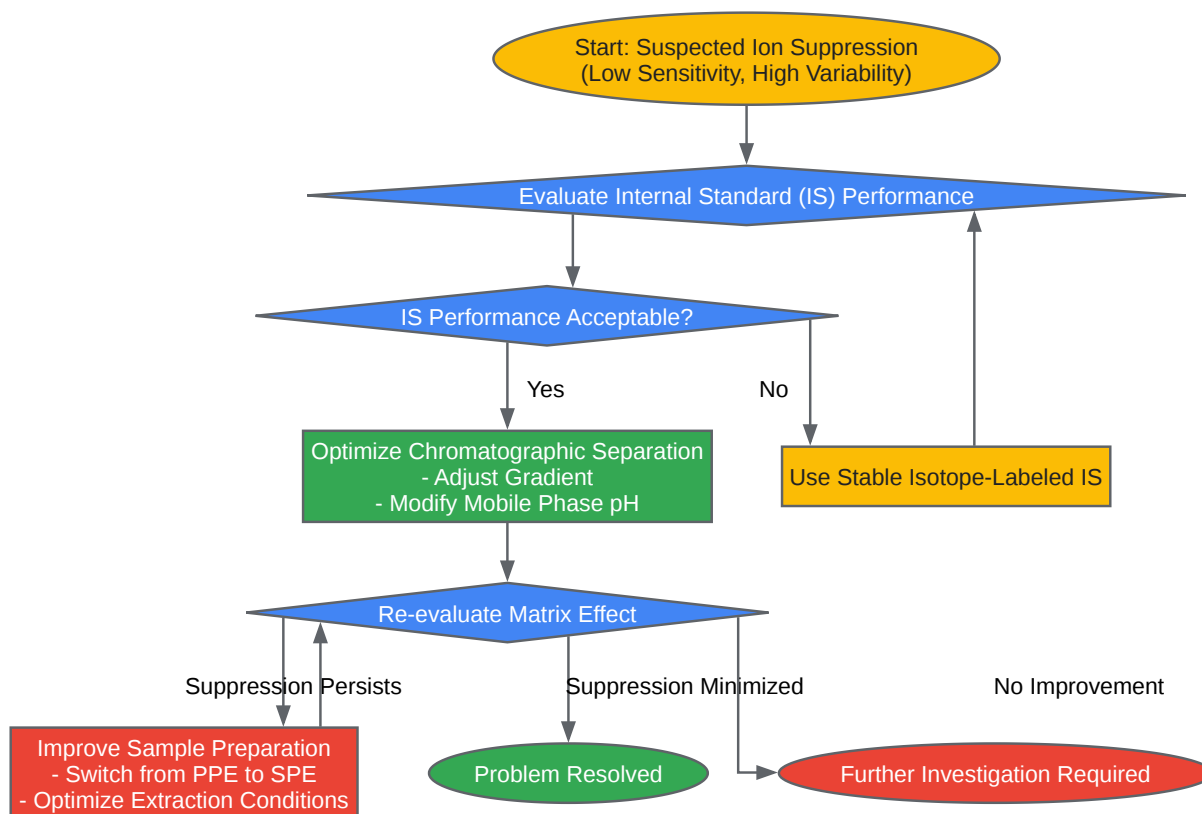 Start: Suspected Ion Suppression
(Low Sensitivity, High Variability)
Evaluate Internal Standard (IS) Performance
IS Performance Acceptable?
Yes
No
Optimize Chromatographic Separation
- Adjust Gradient
- Modify Mobile Phase pH
Use Stable Isotope-Labeled IS
Re-evaluate Matrix Effect
Suppression Persists
Suppression Minimized
No Improvement
Improve Sample Preparation
- Switch from PPE to SPE
- Optimize Extraction Conditions
Problem Resolved
Further Investigation Required